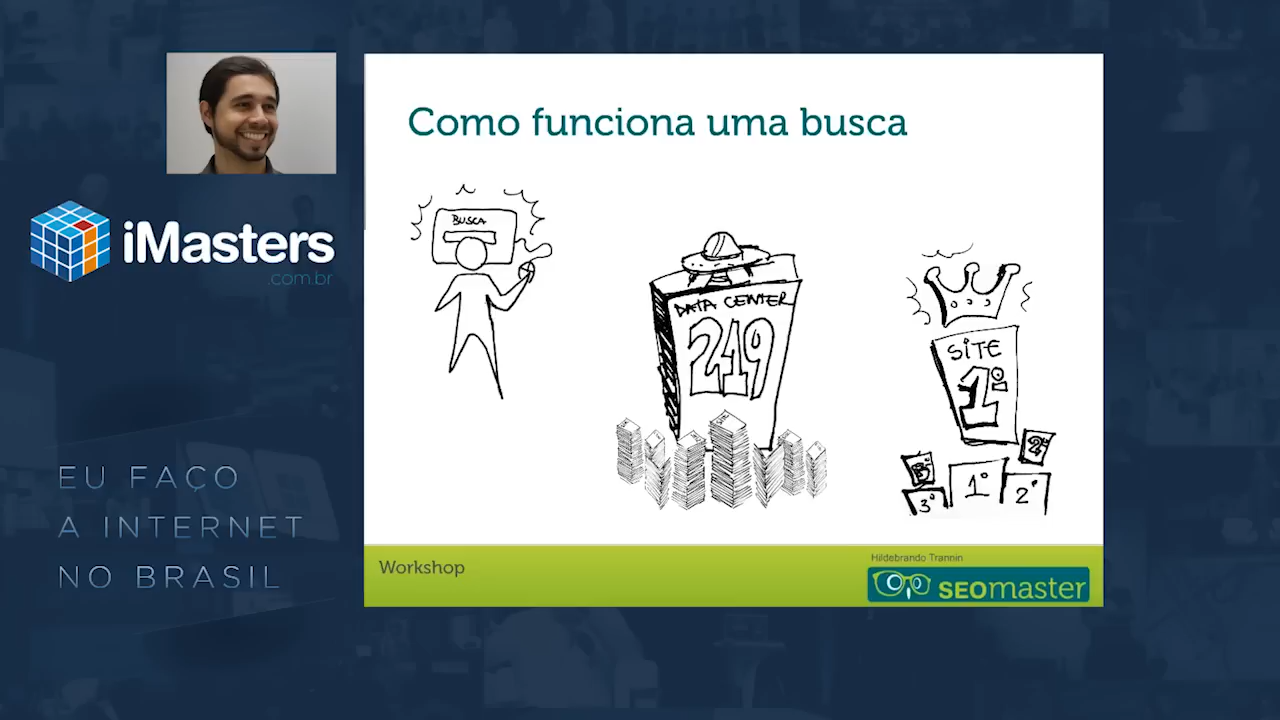 Como funciona uma busca
BUSCA
DATA CENTER
219
SITE
1º
3º
2º
3º
1º
2º
iMasters
.com.br
EU FAÇO
A INTERNET
NO BRASIL
Workshop
Hildebrando Trannin
SEOmaster